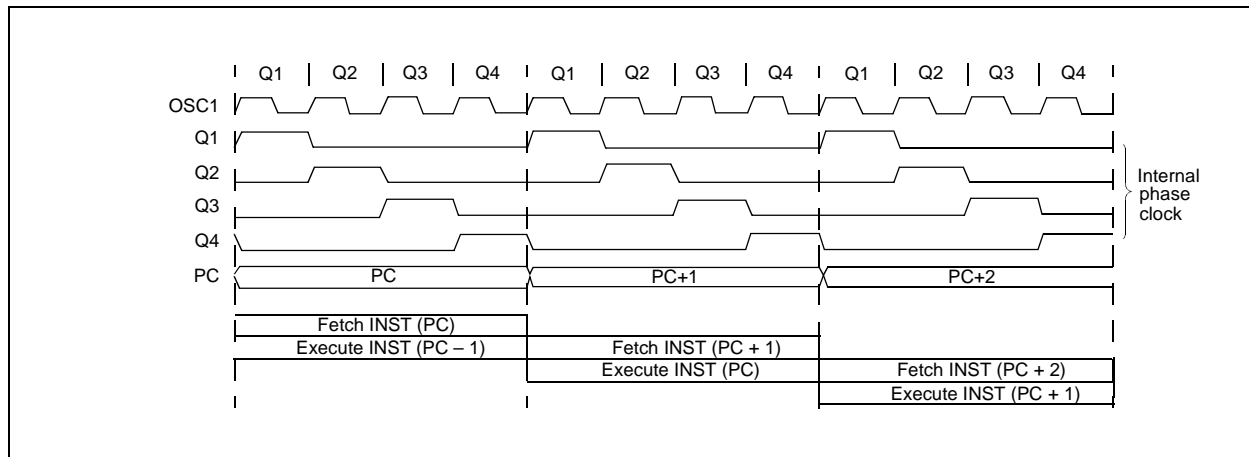 Q1 Q2 Q3 Q4 Q1 Q2 Q3 Q4 Q1 Q2 Q3 Q4
OSC1
Q1
Q2
Q3
Q4
Internal
phase
clock
PC PC PC+1 PC+2
Fetch INST (PC)
Execute INST (PC – 1) Fetch INST (PC + 1)
Execute INST (PC) Fetch INST (PC + 2)
Execute INST (PC + 1)